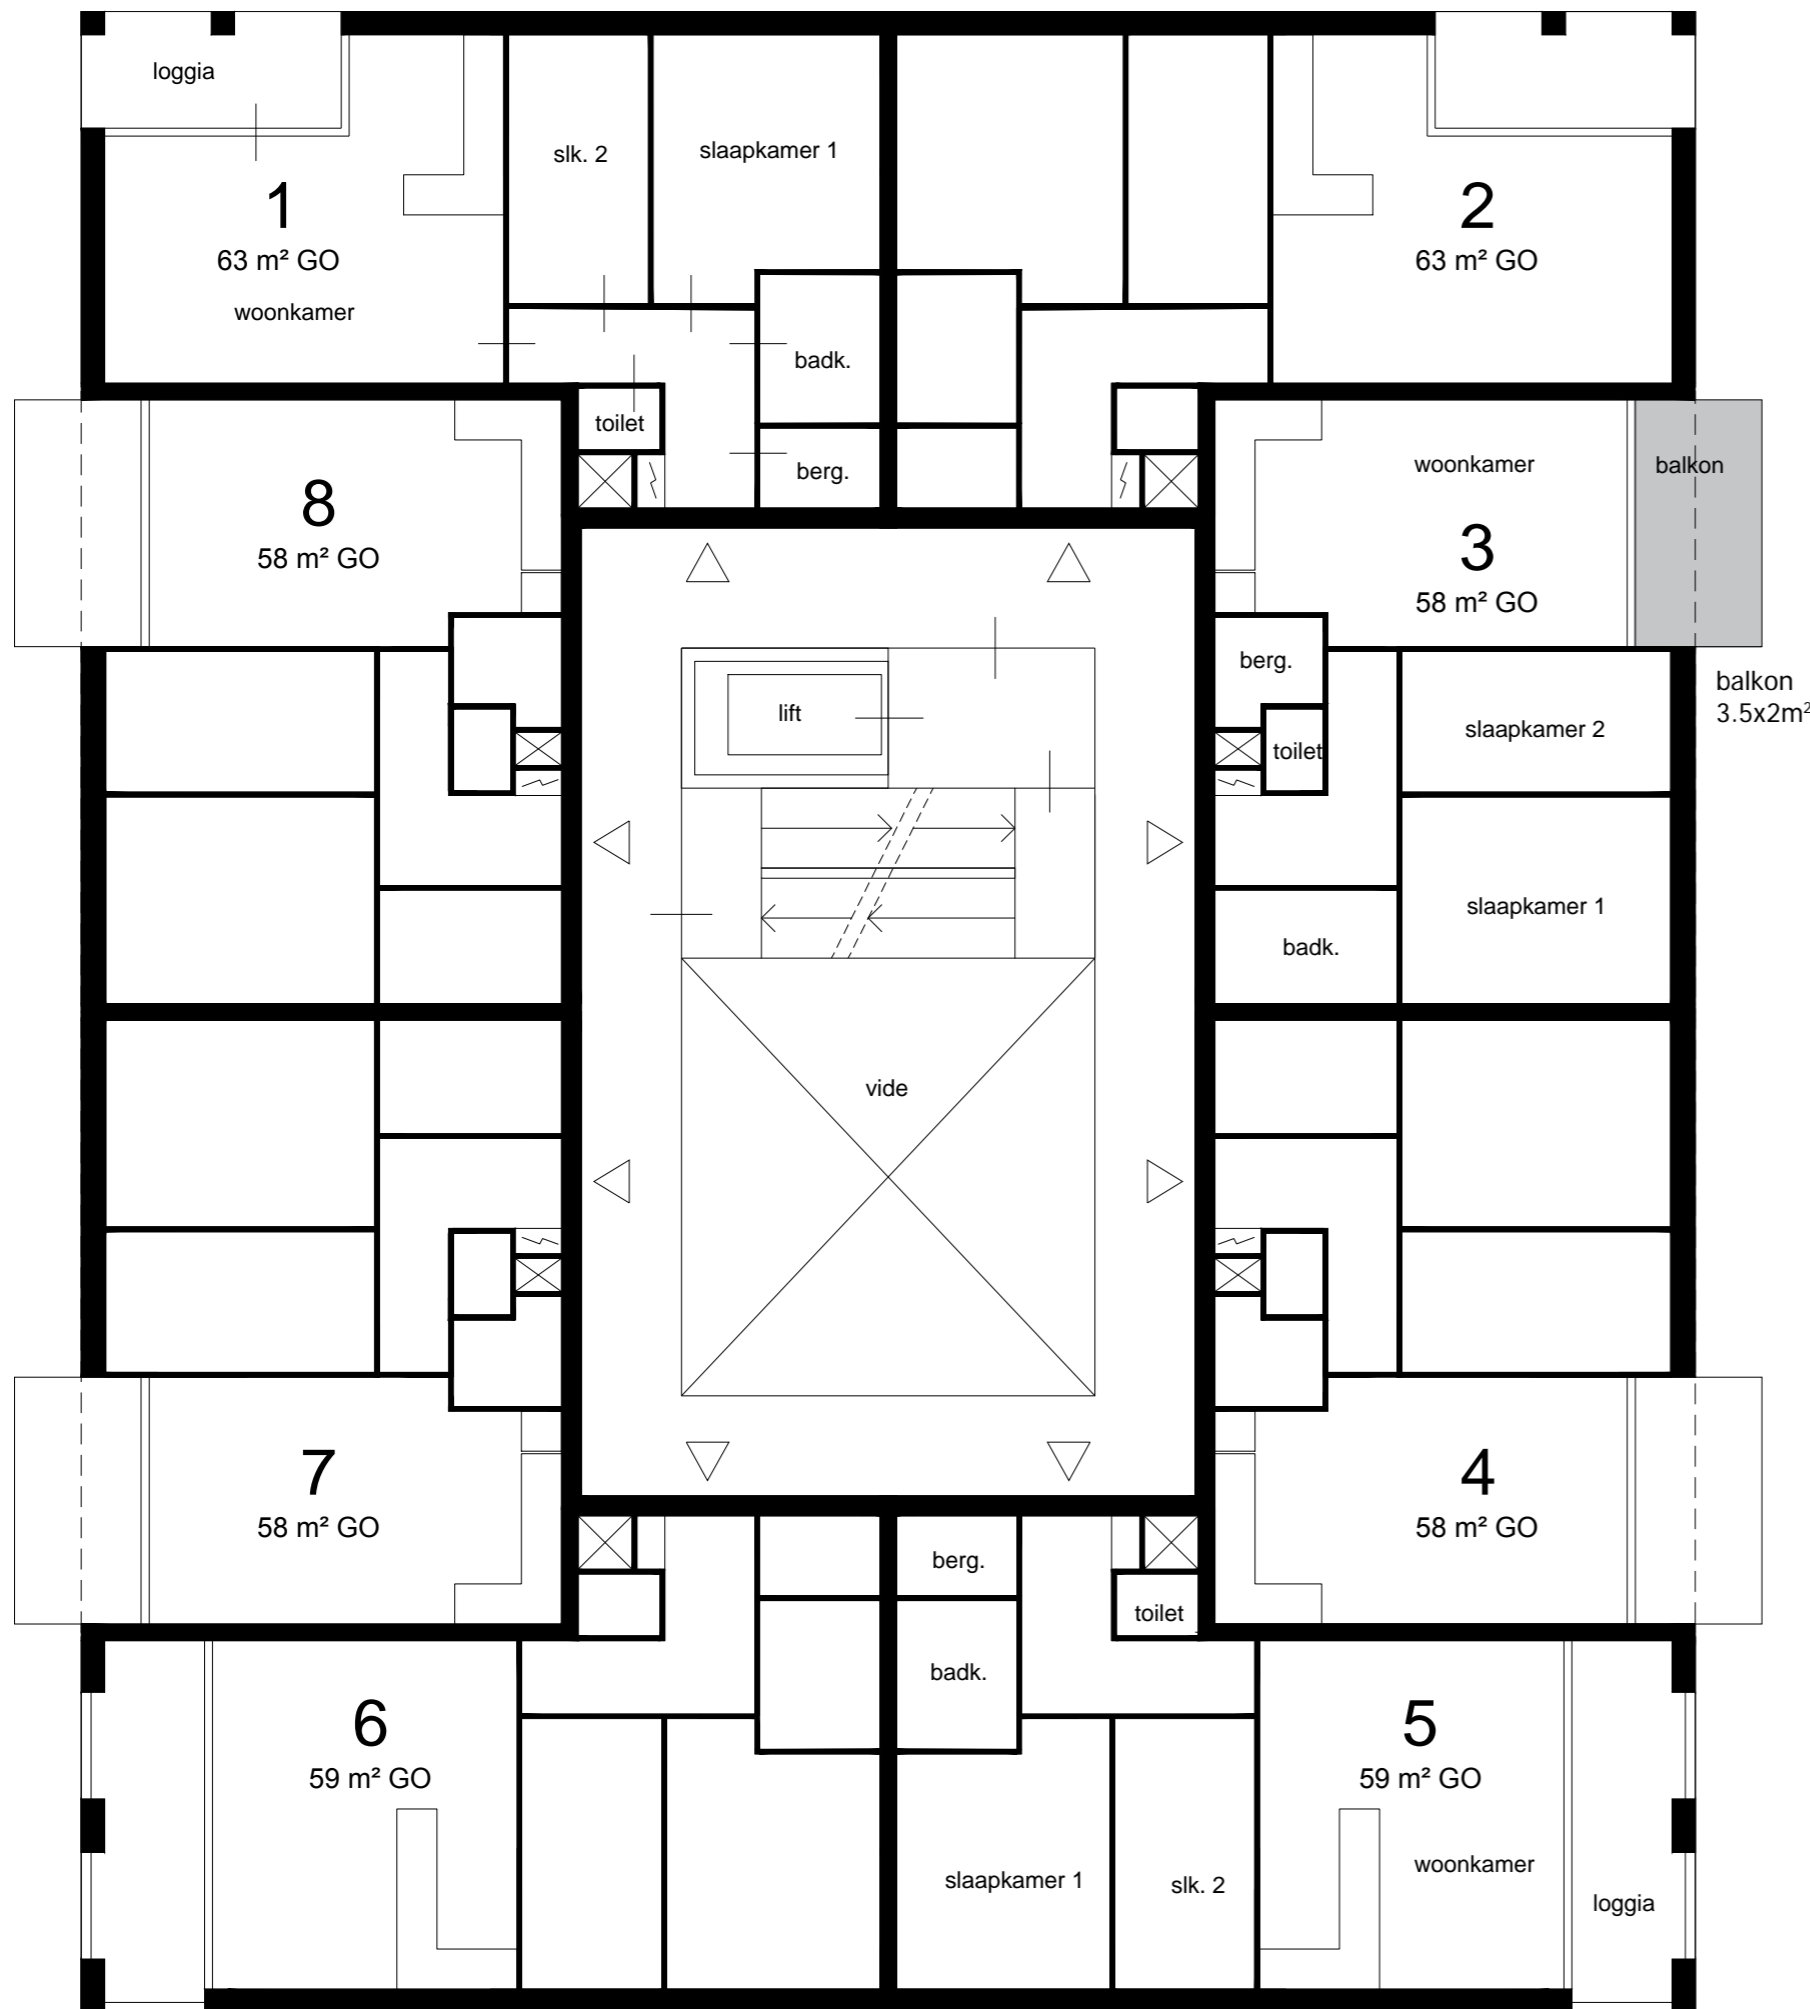 loggia
slk. 2
slaapkamer 1
1
63 m² GO
woonkamer
2
63 m² GO
badk.
toilet
berg.
8
58 m² GO
woonkamer
balkon
3
58 m² GO
berg.
toilet
slaapkamer 2
balkon
3.5x2m²
slaapkamer 1
badk.
lift
vide
7
58 m² GO
4
58 m² GO
berg.
toilet
badk.
6
59 m² GO
5
59 m² GO
slaapkamer 1
slk. 2
woonkamer
loggia